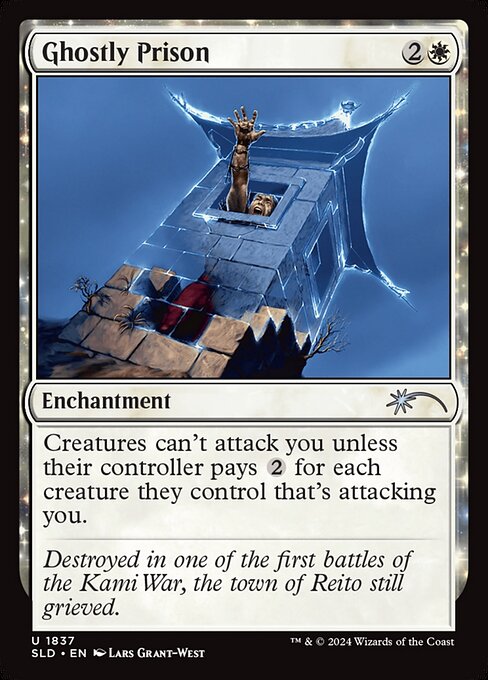 Ghostly Prison 2
Enchantment
Creatures can't attack you unless
their controller pays 2 for each
creature they control that's attacking
you.
Destroyed in one of the first battles of
the Kami War, the town of Reito still
grieved.
U 1837
SLD • EN Lars Grant-West
™ & © 2024 Wizards of the Coast